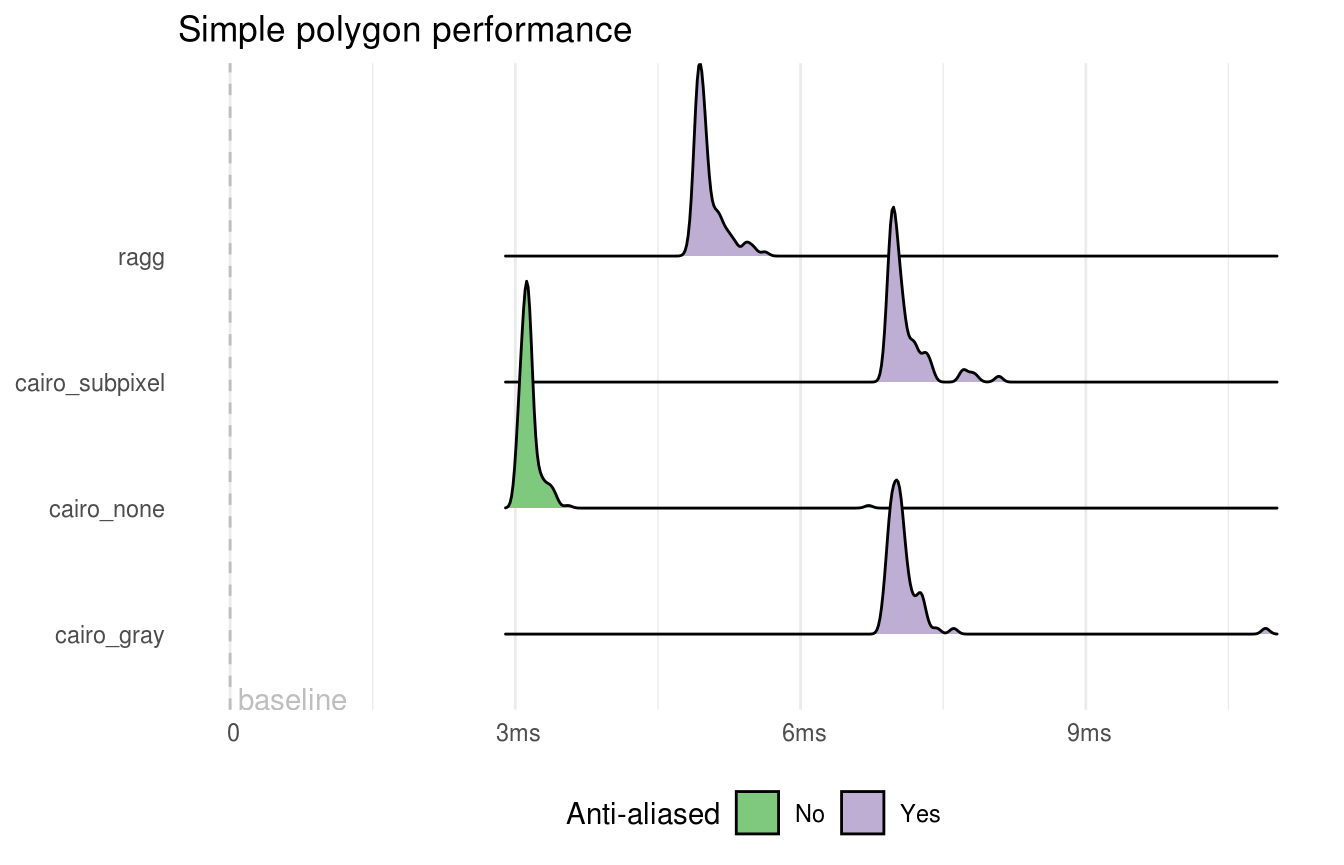 Simple polygon performance
ragg
cairo_subpixel
cairo_none
cairo_gray
baseline
0 3ms 6ms 9ms
Anti-aliased No Yes